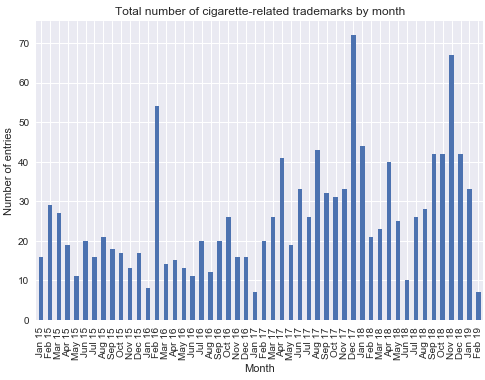 Total number of cigarette-related trademarks by month
Number of entries
70
60
50
40
30
20
10
0
Jan 15
Feb 15
Mar 15
Apr 15
May 15
Jun 15
Jul 15
Aug 15
Sep 15
Oct 15
Nov 15
Dec 15
Jan 16
Feb 16
Mar 16
Apr 16
May 16
Jun 16
Jul 16
Aug 16
Sep 16
Oct 16
Nov 16
Dec 16
Jan 17
Feb 17
Mar 17
Apr 17
May 17
Jun 17
Jul 17
Aug 17
Sep 17
Oct 17
Nov 17
Dec 17
Jan 18
Feb 18
Mar 18
Apr 18
May 18
Jun 18
Jul 18
Aug 18
Sep 18
Oct 18
Nov 18
Dec 18
Jan 19
Feb 19
Month